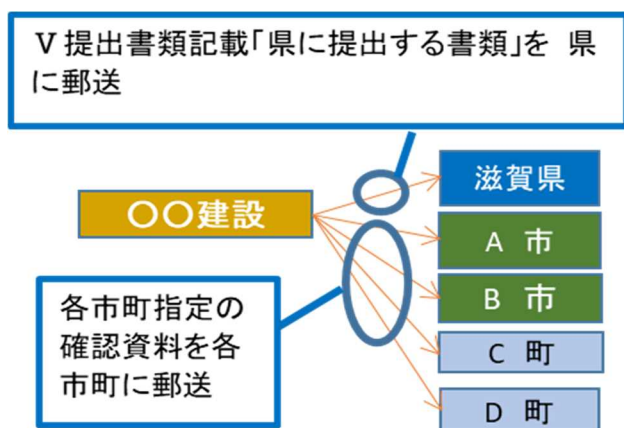 Ⅴ提出書類記載「県に提出する書類」を 県
に郵送
滋賀県
〇〇建設
A 市
B 市
各市町指定の
確認資料を各
市町に郵送
C 町
D 町